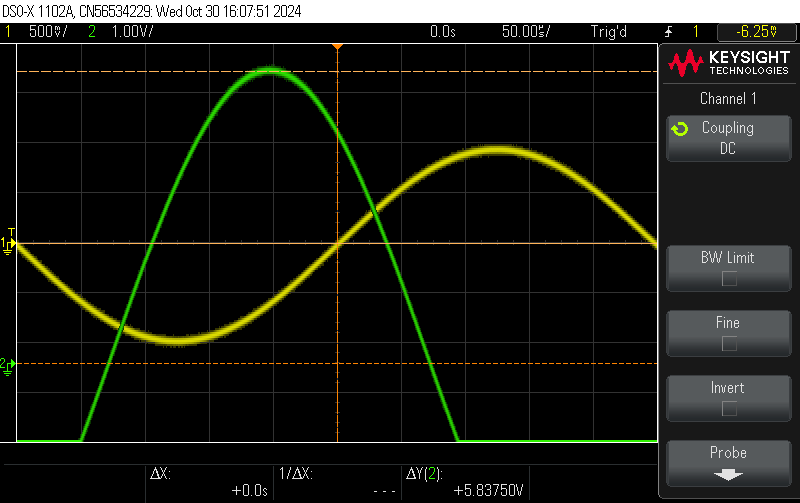 DSO-X 1102A, CN56534229: Wed Oct 30 16:07:51 2024
1 500mV/ 2 1.00V/ 0.0s 50.00us/ Trig'd 1 -6.25mV
KEYSIGHT
TECHNOLOGIES
Channel 1
Coupling
DC
T
1
BW Limit
Fine
2
Invert
Probe
ΔX: 1/ΔX: ΔY(2):
+0.0s - - - +5.83750V